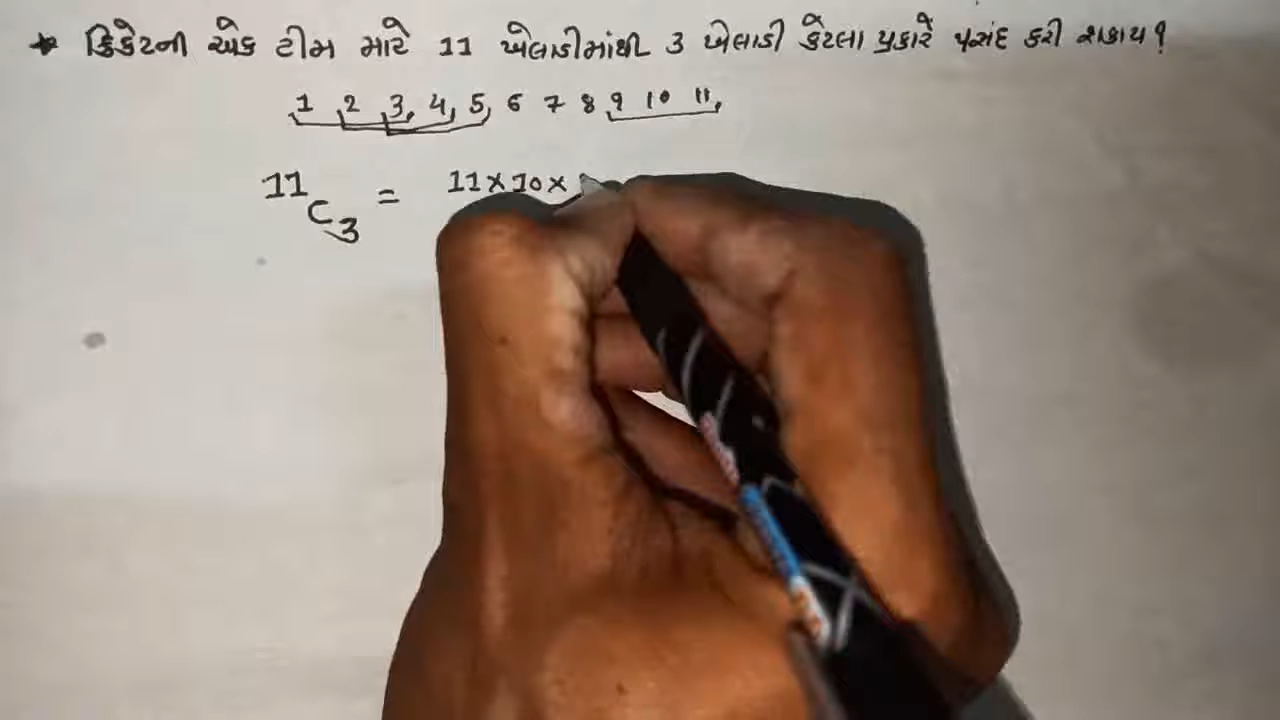 * ક્રિકેટની એક ટીમ માટે 11 ખેલાડીમાંથી 3 ખેલાડી કેટલા પ્રકારે પસંદ કરી શકાય?
1 2 3, 4, 5, 6 7 8 9 10 11,
11C3 = 11×10×